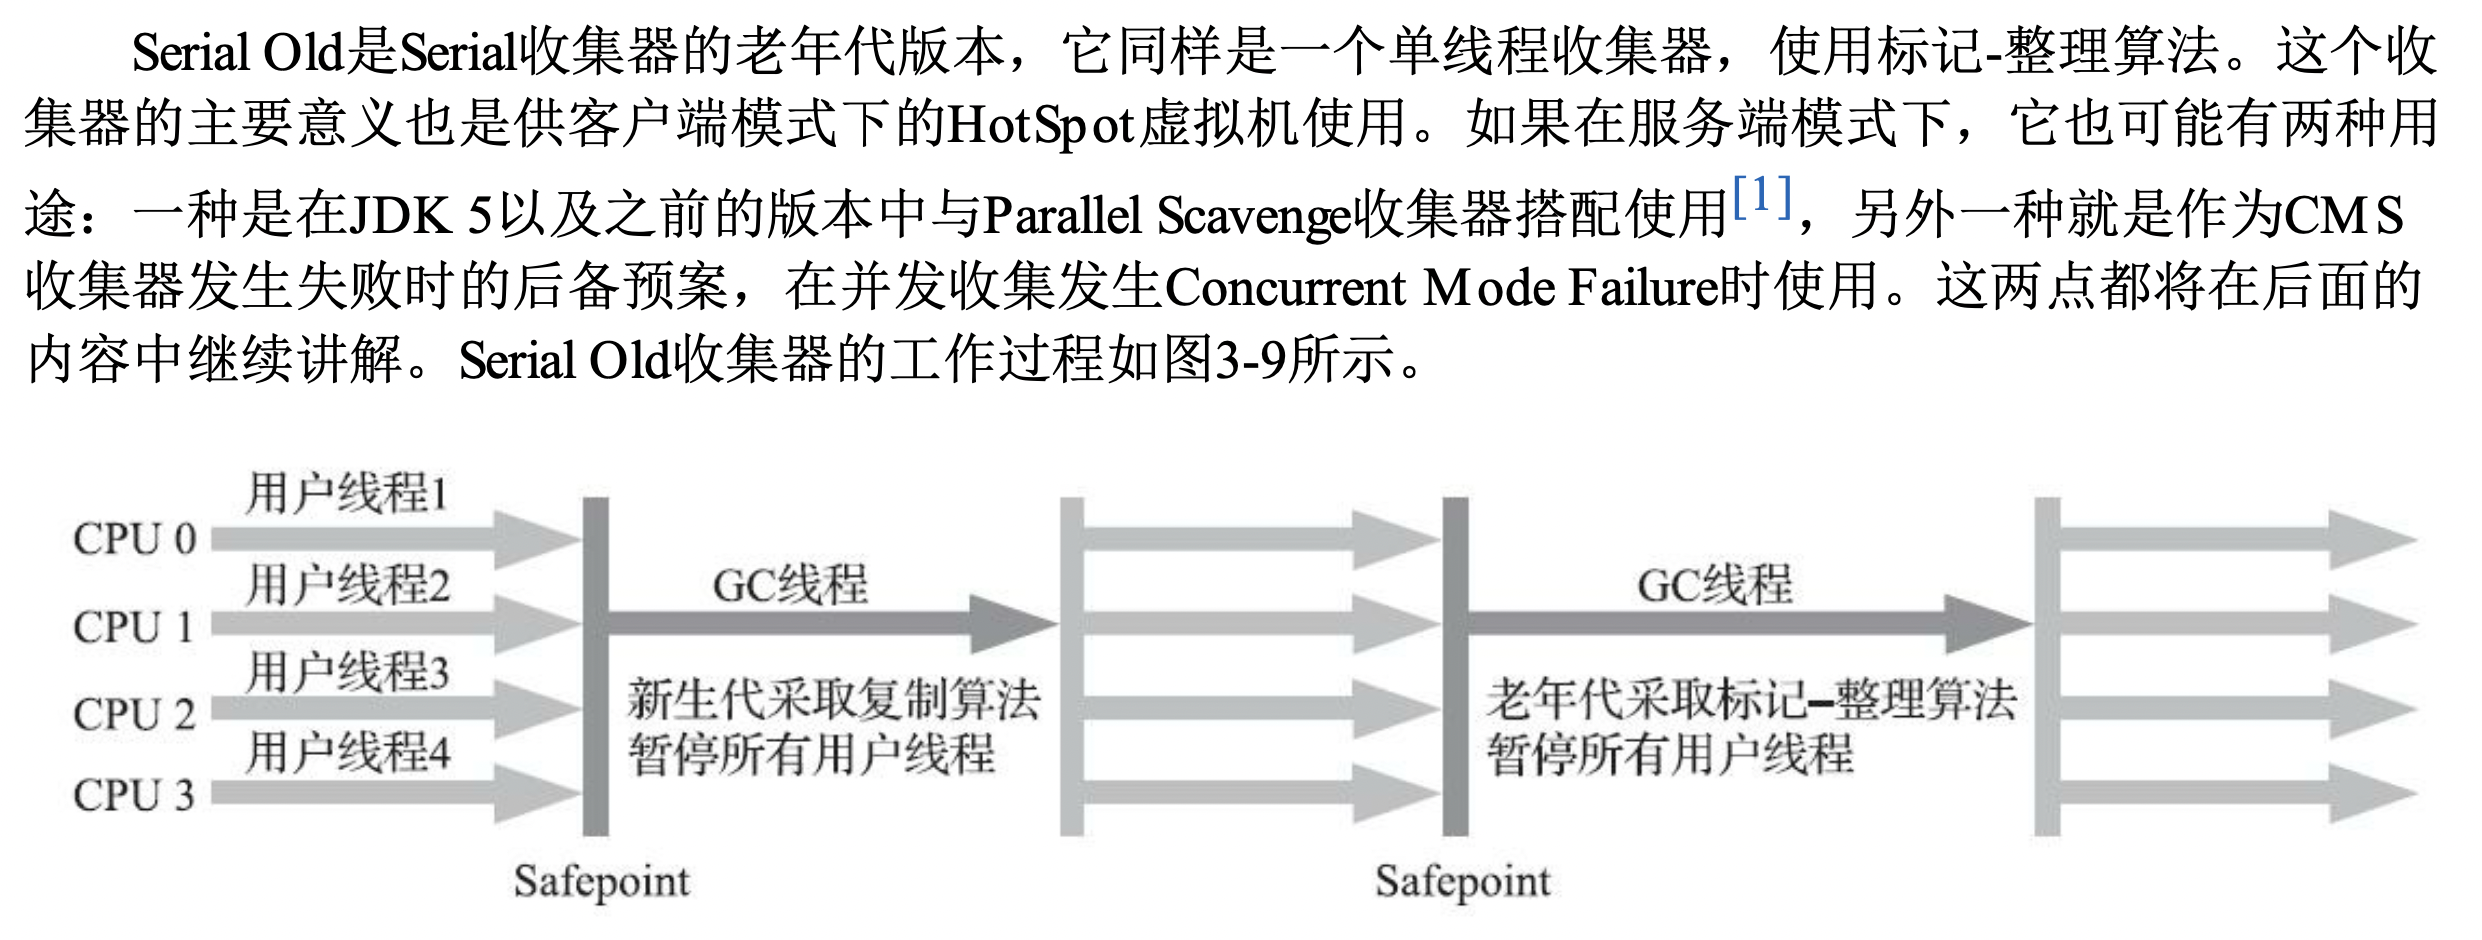 Serial Old是Serial收集器的老年代版本，它同样是一个单线程收集器，使用标记-整理算法。这个收
集器的主要意义也是供客户端模式下的HotSpot虚拟机使用。如果在服务端模式下，它也可能有两种用
途：一种是在JDK 5以及之前的版本中与Parallel Scavenge收集器搭配使用[1]，另外一种就是作为CMS
收集器发生失败时的后备预案，在并发收集发生Concurrent Mode Failure时使用。这两点都将在后面的
内容中继续讲解。Serial Old收集器的工作过程如图3-9所示。
用户线程1
CPU 0
用户线程2
CPU 1
用户线程3
CPU 2
用户线程4
CPU 3
Safepoint
GC线程
新生代采取复制算法
暂停所有用户线程
Safepoint
GC线程
老年代采取标记–整理算法
暂停所有用户线程